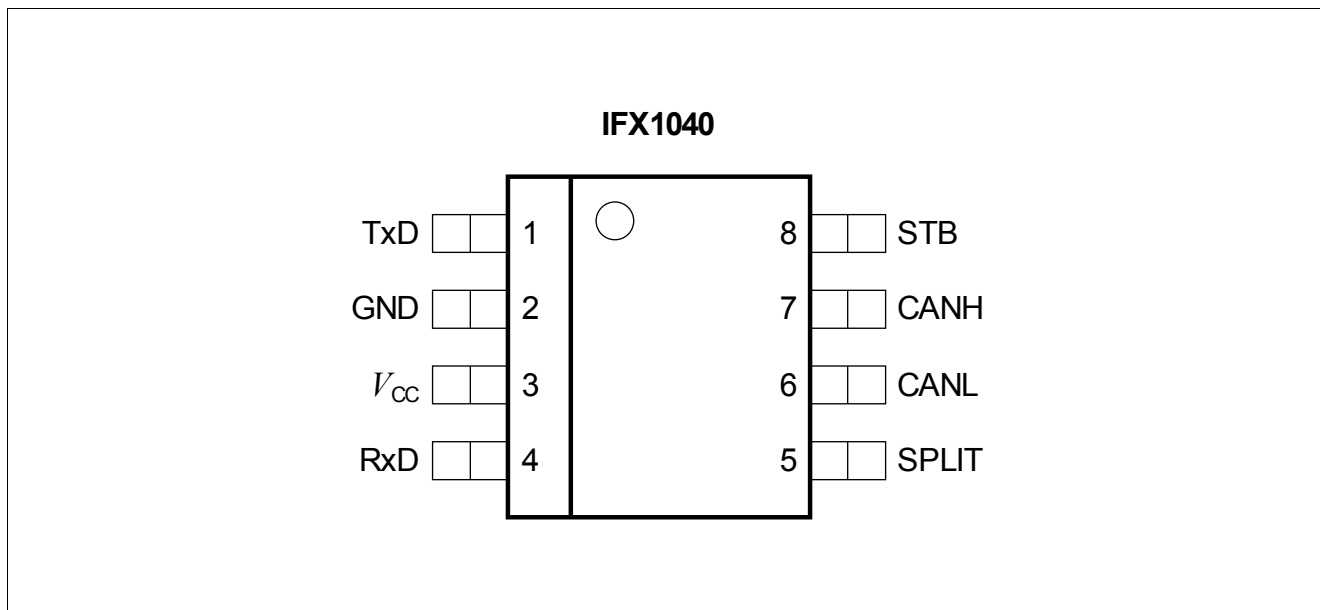 IFX1040
TxD 1 8 STB
GND 2 7 CANH
VCC 3 6 CANL
RxD 4 5 SPLIT